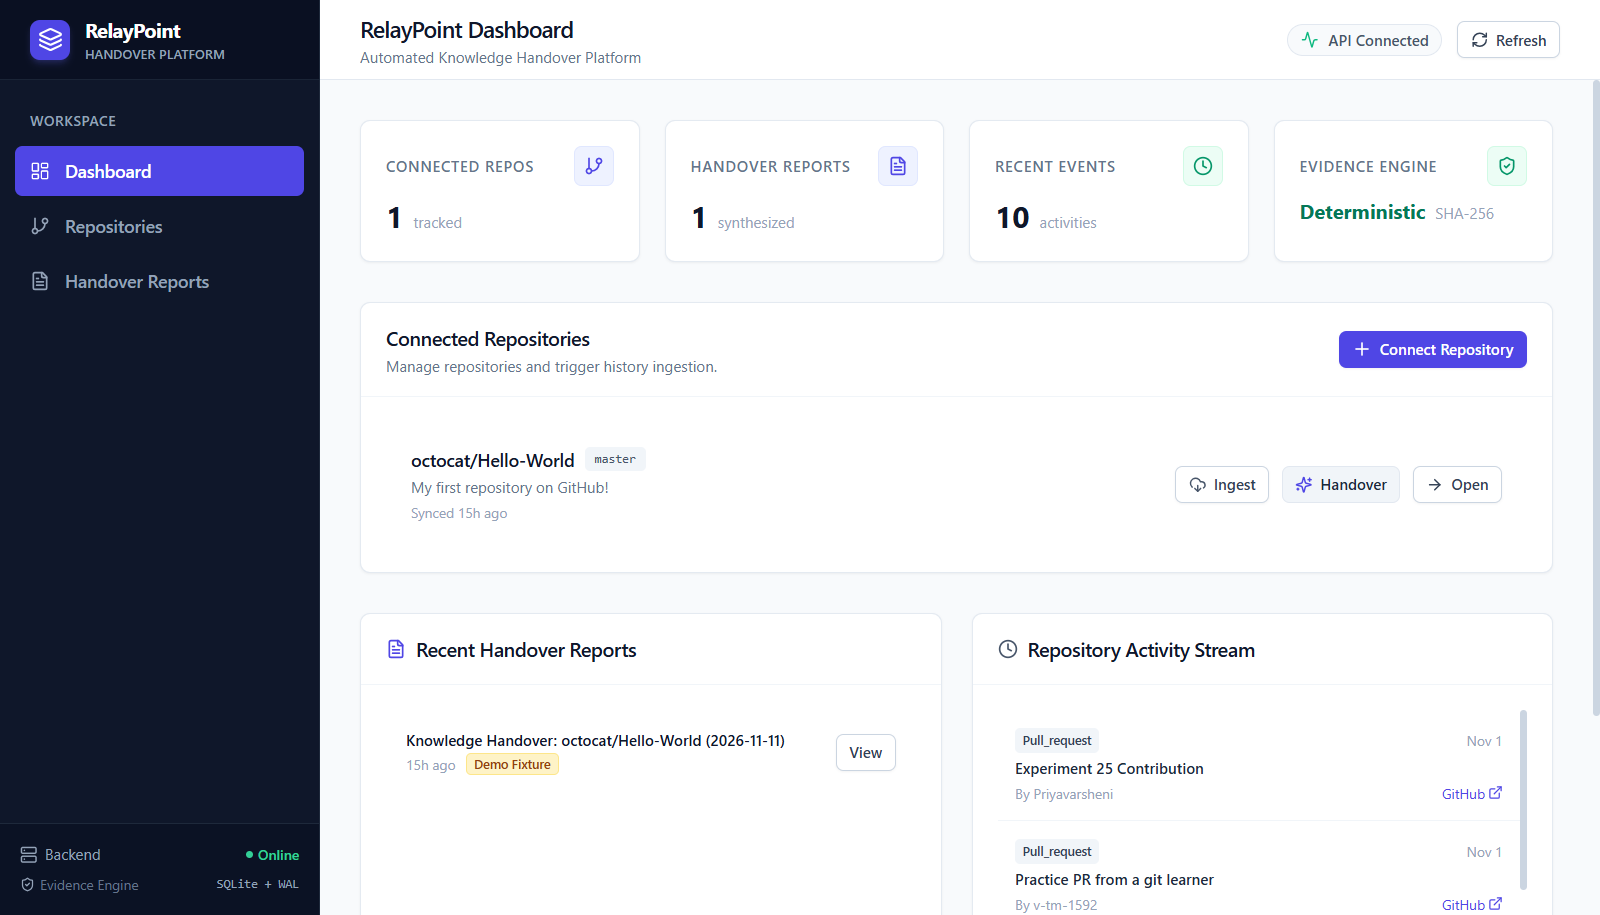 RelayPoint
HANDOVER PLATFORM
WORKSPACE
Dashboard
Repositories
Handover Reports
Backend
Online
Evidence Engine
SQLite + WAL
RelayPoint Dashboard
Automated Knowledge Handover Platform
API Connected
Refresh
CONNECTED REPOS
1 tracked
HANDOVER REPORTS
1 synthesized
RECENT EVENTS
10 activities
EVIDENCE ENGINE
Deterministic SHA-256
Connected Repositories
Manage repositories and trigger history ingestion.
Connect Repository
octocat/Hello-World master
My first repository on GitHub!
Synced 15h ago
Ingest
Handover
Open
Recent Handover Reports
Knowledge Handover: octocat/Hello-World (2026-11-11)
15h ago Demo Fixture
View
Repository Activity Stream
Pull_request Nov 1
Experiment 25 Contribution
By Priyavarsheni GitHub
Pull_request Nov 1
Practice PR from a git learner
By v-tm-1592 GitHub